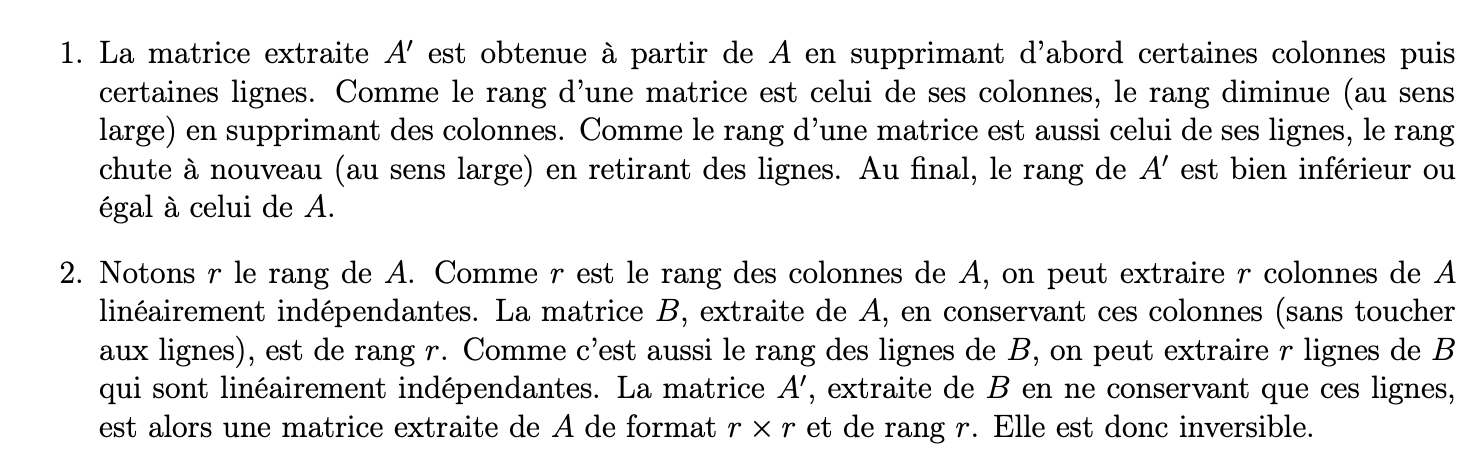 1. La matrice extraite A′ est obtenue à partir de A en supprimant d'abord certaines colonnes puis
certaines lignes. Comme le rang d'une matrice est celui de ses colonnes, le rang diminue (au sens
large) en supprimant des colonnes. Comme le rang d'une matrice est aussi celui de ses lignes, le rang
chute à nouveau (au sens large) en retirant des lignes. Au final, le rang de A′ est bien inférieur ou
égal à celui de A.
2. Notons r le rang de A. Comme r est le rang des colonnes de A, on peut extraire r colonnes de A
linéairement indépendantes. La matrice B, extraite de A, en conservant ces colonnes (sans toucher
aux lignes), est de rang r. Comme c'est aussi le rang des lignes de B, on peut extraire r lignes de B
qui sont linéairement indépendantes. La matrice A′, extraite de B en ne conservant que ces lignes,
est alors une matrice extraite de A de format r × r et de rang r. Elle est donc inversible.